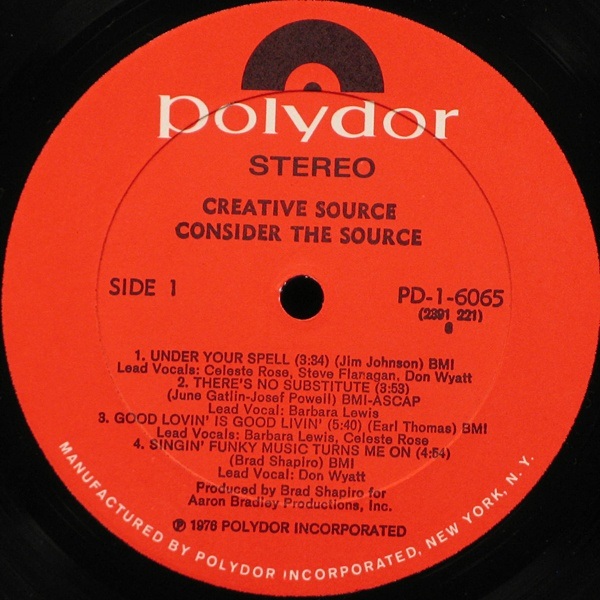 polydor
STEREO
CREATIVE SOURCE
CONSIDER THE SOURCE
SIDE 1
PD-1-6065
(2391 221)
8
1. UNDER YOUR SPELL (3:34) (Jim Johnson) BMI
Lead Vocals: Celeste Rose, Steve Flanagan, Don Wyatt
2. THERE'S NO SUBSTITUTE (3:53)
(June Gatlin-Josef Powell) BMI-ASCAP
Lead Vocal: Barbara Lewis
3. GOOD LOVIN' IS GOOD LIVIN' (5:40) (Earl Thomas) BMI
Lead Vocals: Barbara Lewis, Celeste Rose
4. SINGIN' FUNKY MUSIC TURNS ME ON (4:54)
(Brad Shapiro) BMI
Lead Vocal: Don Wyatt
Produced by Brad Shapiro for
Aaron Bradley Productions, Inc.
℗ 1976 POLYDOR INCORPORATED
MANUFACTURED BY POLYDOR INCORPORATED, NEW YORK, N. Y.